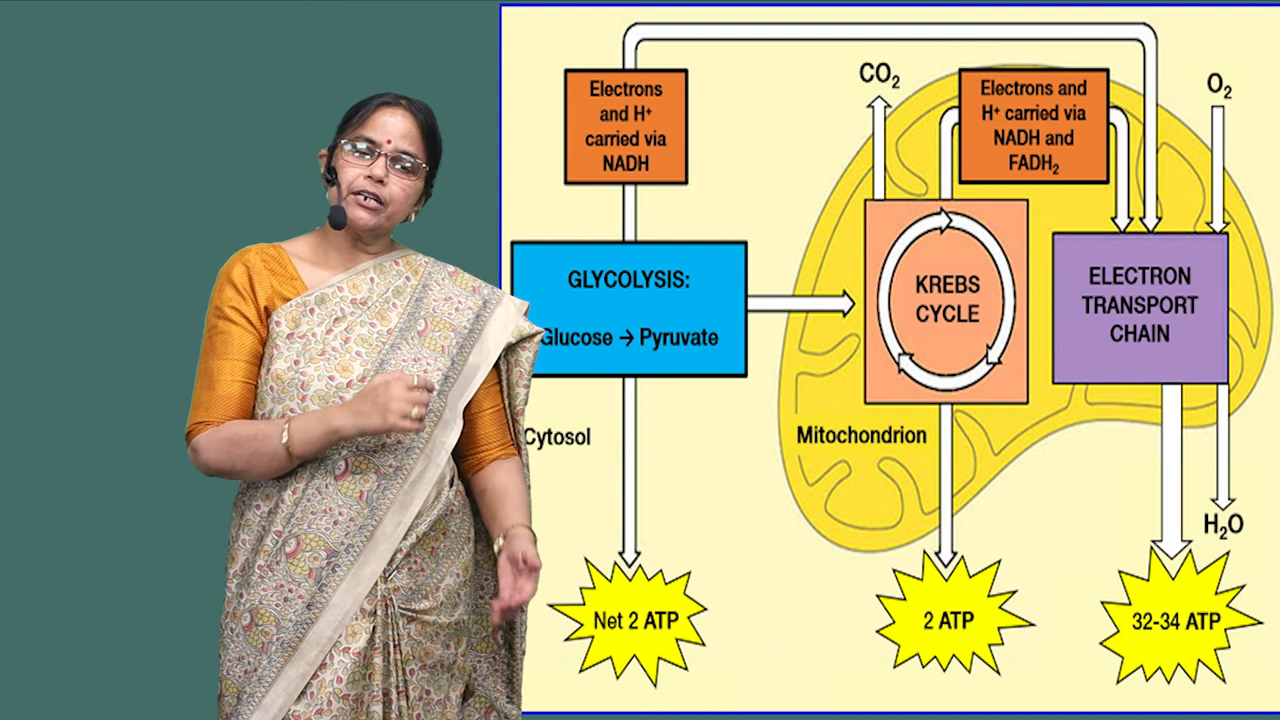 Electrons
and H⁺
carried via
NADH
CO₂
Electrons and
H⁺ carried via
NADH and
FADH₂
O₂
GLYCOLYSIS:
Glucose → Pyruvate
KREBS
CYCLE
ELECTRON
TRANSPORT
CHAIN
Cytosol
Mitochondrion
H₂O
Net 2 ATP
2 ATP
32-34 ATP